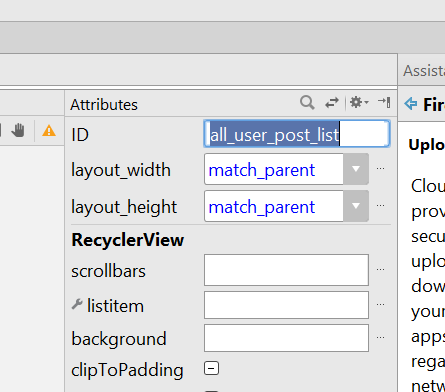 Attributes
ID all_user_post_list
layout_width match_parent
layout_height match_parent
RecyclerView
scrollbars
listitem
background
clipToPadding
Assista
Fir
Uplo
Clou
prov
secu
uplo
dow
your
apps
rega
netw